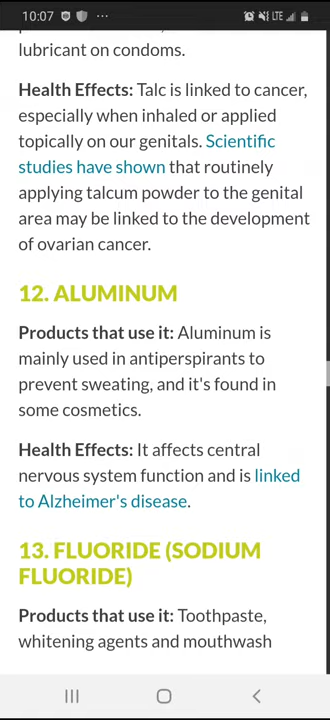 10:07
LTE
lubricant on condoms.
Health Effects: Talc is linked to cancer,
especially when inhaled or applied
topically on our genitals. Scientific
studies have shown that routinely
applying talcum powder to the genital
area may be linked to the development
of ovarian cancer.
12. ALUMINUM
Products that use it: Aluminum is
mainly used in antiperspirants to
prevent sweating, and it's found in
some cosmetics.
Health Effects: It affects central
nervous system function and is linked
to Alzheimer's disease.
13. FLUORIDE (SODIUM
FLUORIDE)
Products that use it: Toothpaste,
whitening agents and mouthwash